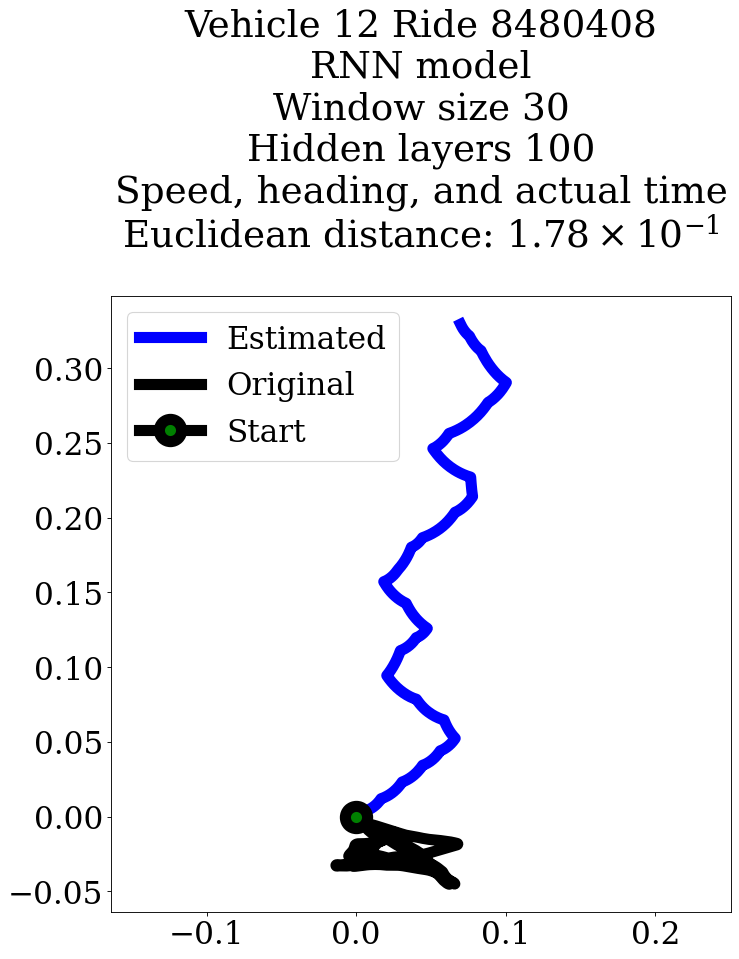 Vehicle 12 Ride 8480408
RNN model
Window size 30
Hidden layers 100
Speed, heading, and actual time
Euclidean distance: 1.78 × 10⁻¹
Estimated
Original
Start
0.30
0.25
0.20
0.15
0.10
0.05
0.00
−0.05
−0.1 0.0 0.1 0.2